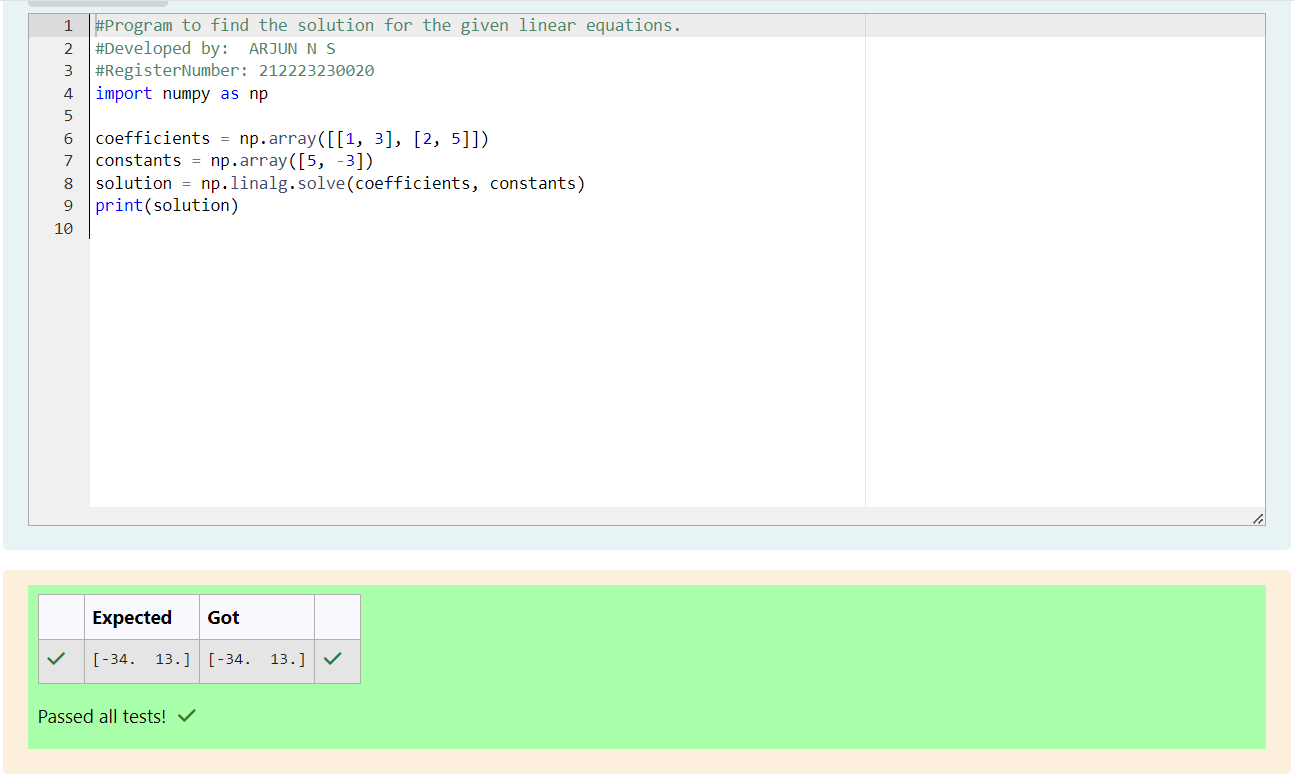 1 #Program to find the solution for the given linear equations.
2 #Developed by:  ARJUN N S
3 #RegisterNumber: 212223230020
4 import numpy as np
5
6 coefficients = np.array([[1, 3], [2, 5]])
7 constants = np.array([5, -3])
8 solution = np.linalg.solve(coefficients, constants)
9 print(solution)
10
Expected Got
[-34.  13.] [-34.  13.]
Passed all tests!